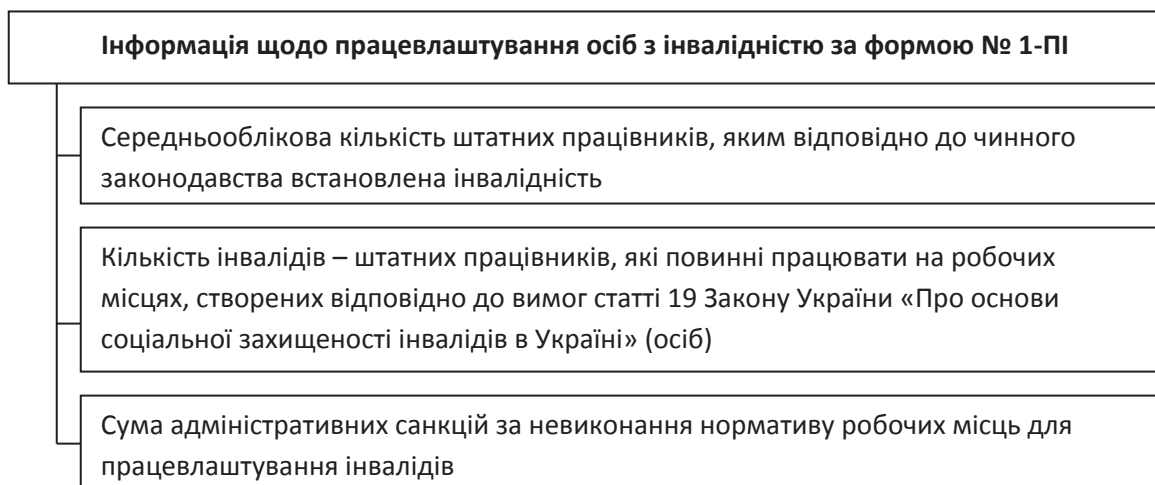 Інформація щодо працевлаштування осіб з інвалідністю за формою № 1-ПІ
Середньооблікова кількість штатних працівників, яким відповідно до чинного
законодавства встановлена інвалідність
Кількість інвалідів – штатних працівників, які повинні працювати на робочих
місцях, створених відповідно до вимог статті 19 Закону України «Про основи
соціальної захищеності інвалідів в Україні» (осіб)
Сума адміністративних санкцій за невиконання нормативу робочих місць для
працевлаштування інвалідів